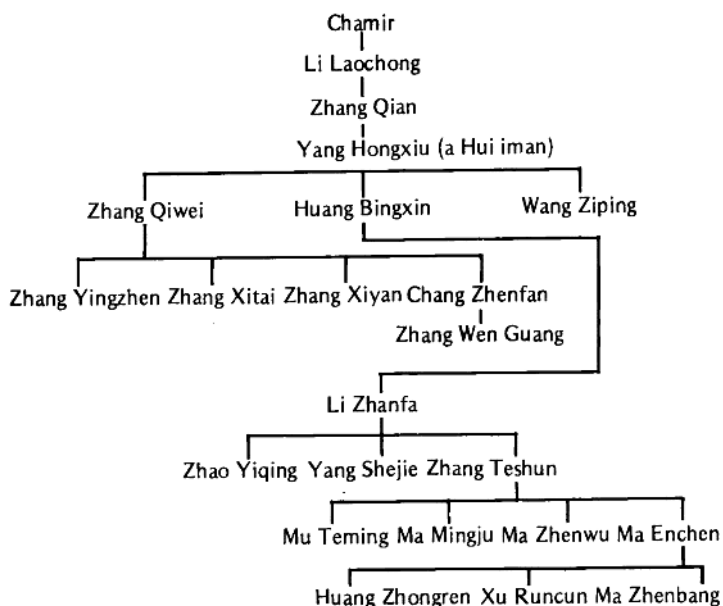 Chamir
Li Laochong
Zhang Qian
Yang Hongxiu (a Hui iman)
Zhang Qiwei Huang Bingxin Wang Ziping
Zhang Yingzhen Zhang Xitai Zhang Xiyan Chang Zhenfan
Zhang Wen Guang
Li Zhanfa
Zhao Yiqing Yang Shejie Zhang Teshun
Mu Teming Ma Mingju Ma Zhenwu Ma Enchen
Huang Zhongren Xu Runcun Ma Zhenbang